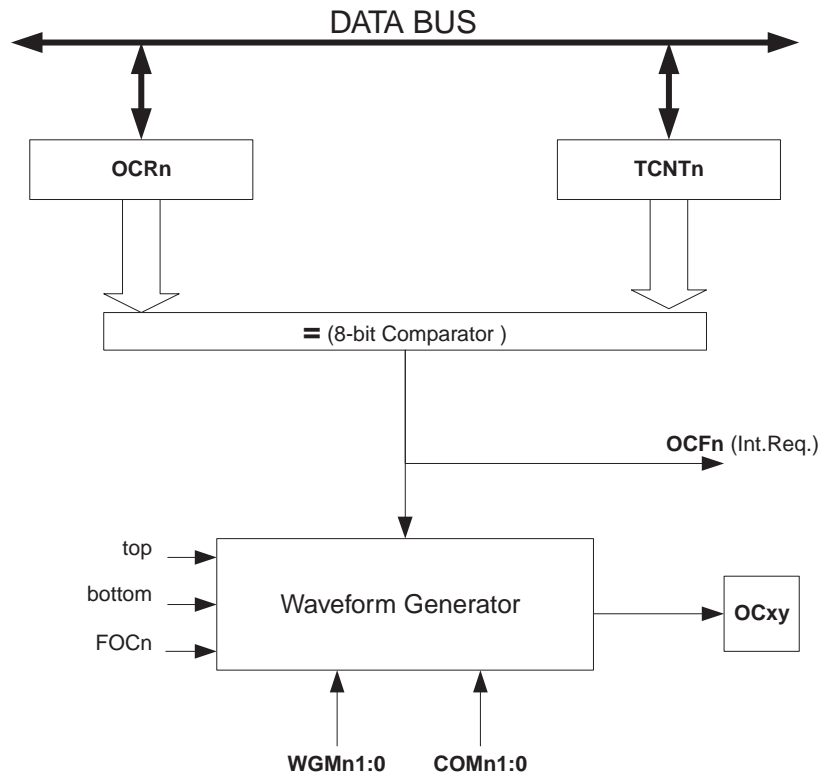 DATA BUS
OCRn
TCNTn
= (8-bit Comparator )
OCFn (Int.Req.)
top
bottom
FOCn
Waveform Generator
OCxy
WGMn1:0
COMn1:0